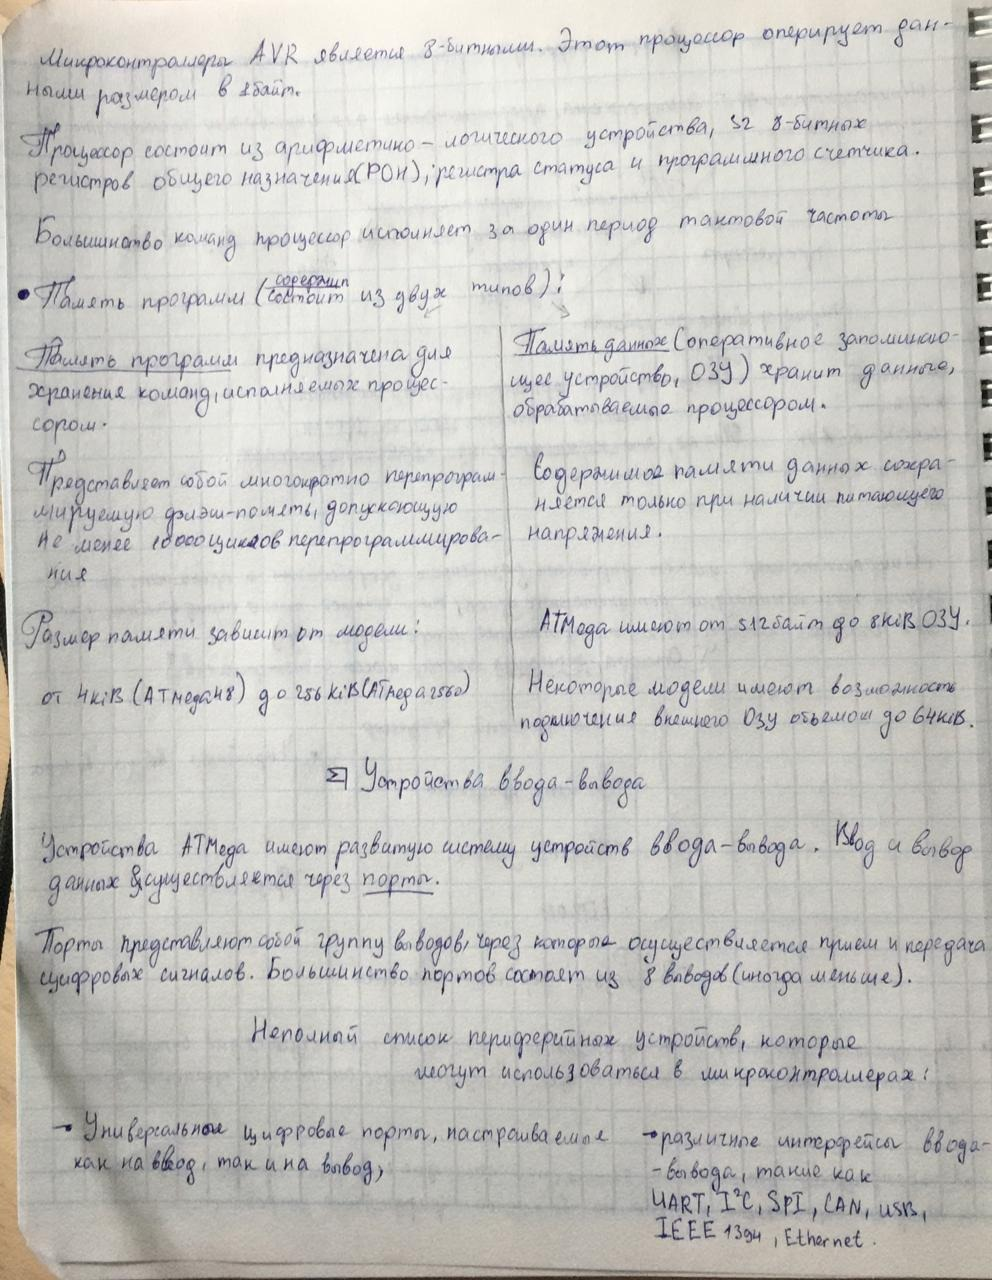 Микроконтроллеры AVR является 8-битными. Этот процессор оперирует дан-
ными размером в 1байт.
Процессор состоит из арифметико-логического устройства, 32 8-битных
регистров общего назначения(РОН), регистра статуса и программного счетчика.
Большинство команд процессор исполняет за один период тактовой частоты
• Память программ (состоит из двух типов):
содержит
Память программ предназначена для
хранения команд, исполняемых процес-
сором.
Представляет собой многократно перепрограм-
мируемую флэш-память, допускающую
не менее 10000 циклов перепрограммирова-
ния
Размер памяти зависит от модели:
от 4KiB (ATMega48) до 256 KiB (ATMega2560)
Память данных (оперативное запоминаю-
щее устройство, ОЗУ) хранит данные,
обрабатываемые процессором.
Содержимое памяти данных сохра-
няется только при наличии питающего
напряжения.
АТМега имеют от 512байт до 8KiB ОЗУ.
Некоторые модели имеют возможность
подключения внешнего ОЗУ объемом до 64KiB.
Устройства ввода-вывода
Устройства АТМега имеют развитую систему устройств ввода-вывода. Ввод и вывод
данных осуществляется через порты.
Порты представляют собой группу выводов, через которые осуществляется прием и передача
цифровых сигналов. Большинство портов состоят из 8 выводов (иногда меньше).
Неполный список периферийных устройств, которые
могут использоваться в микроконтроллерах:
- Универсальные цифровые порты, настраиваемые
как на ввод, так и на вывод;
- различные интерфейсы ввода-
-вывода, такие как
UART, I²C, SPI, CAN, USB,
IEEE 1394, Ethernet.